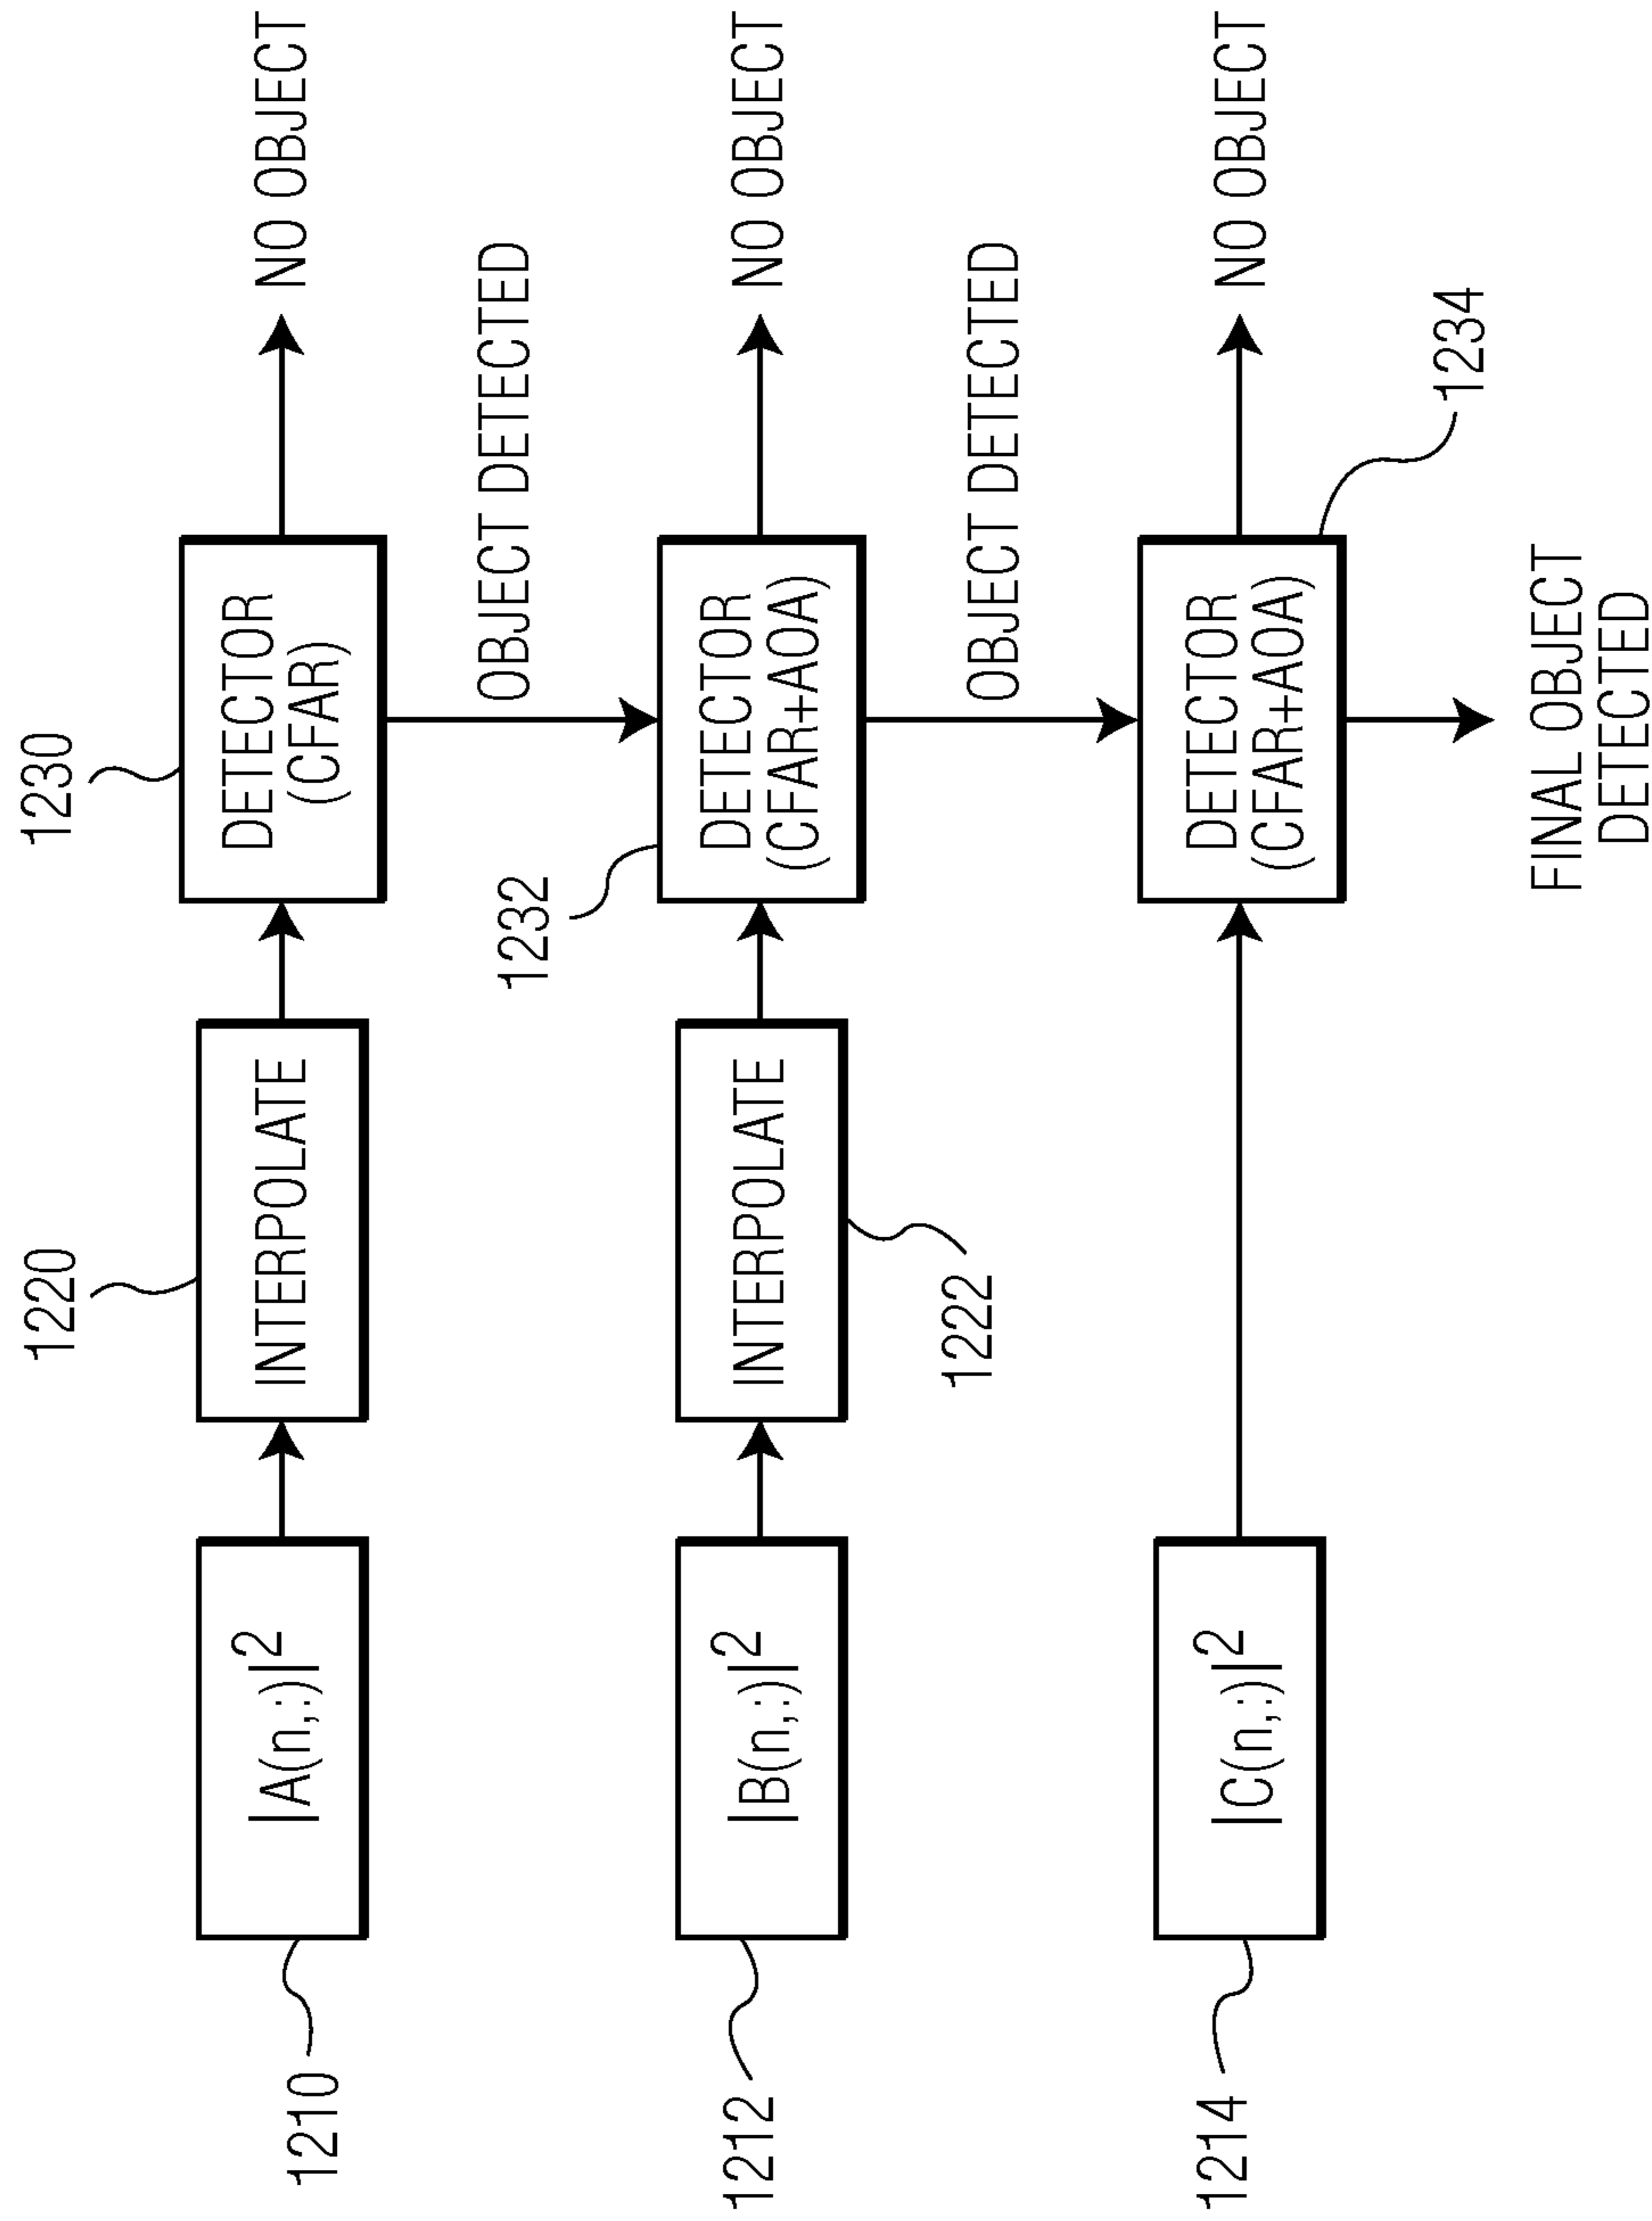 1210
|A(n,:)|²
1220
INTERPOLATE
1230
DETECTOR
(CFAR)
NO OBJECT
OBJECT DETECTED
1212
|B(n,:)|²
1222
INTERPOLATE
1232
DETECTOR
(CFAR+AOA)
NO OBJECT
OBJECT DETECTED
1214
|C(n,:)|²
DETECTOR
(CFAR+AOA)
1234
NO OBJECT
FINAL OBJECT
DETECTED